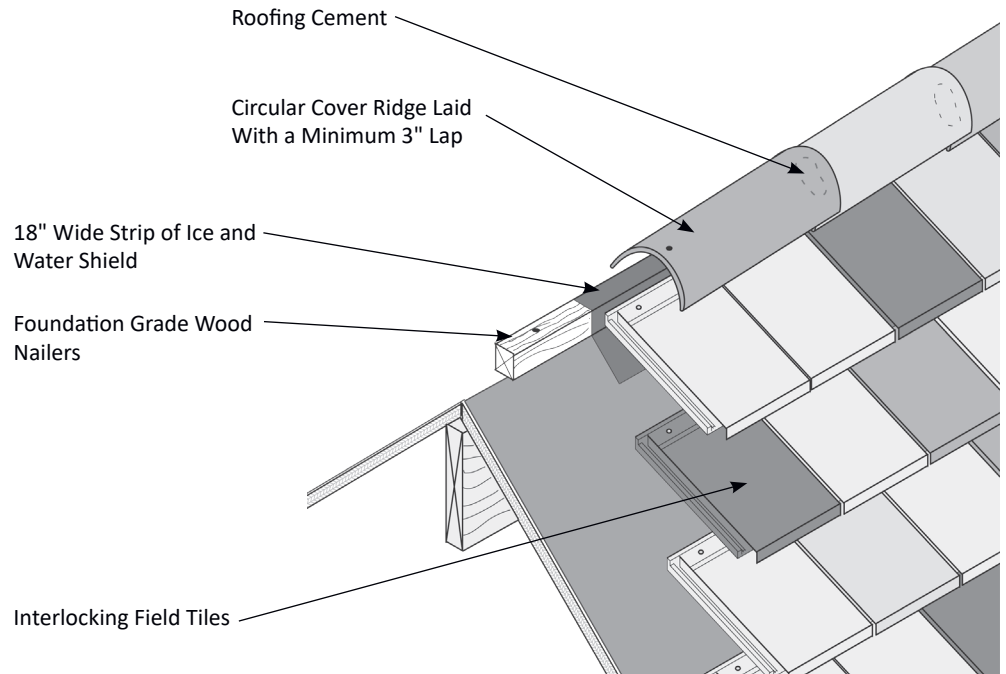 Roofing Cement
Circular Cover Ridge Laid
With a Minimum 3" Lap
18" Wide Strip of Ice and
Water Shield
Foundation Grade Wood
Nailers
Interlocking Field Tiles